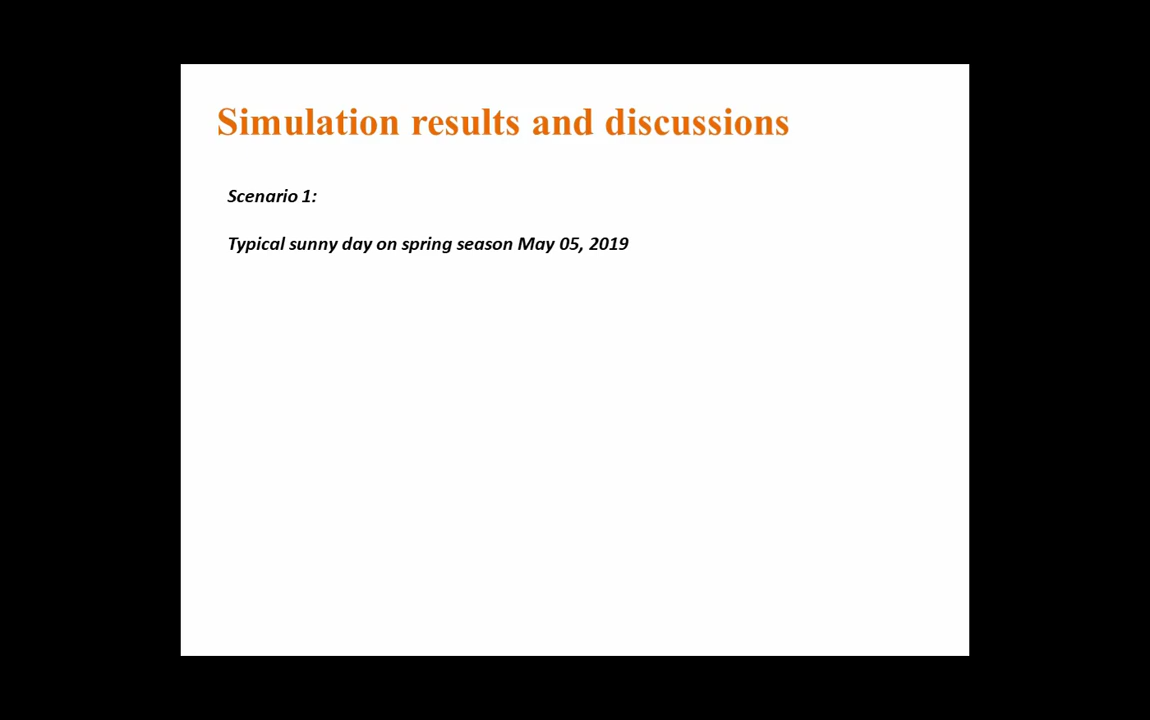 Simulation results and discussions
Scenario 1:
Typical sunny day on spring season May 05, 2019